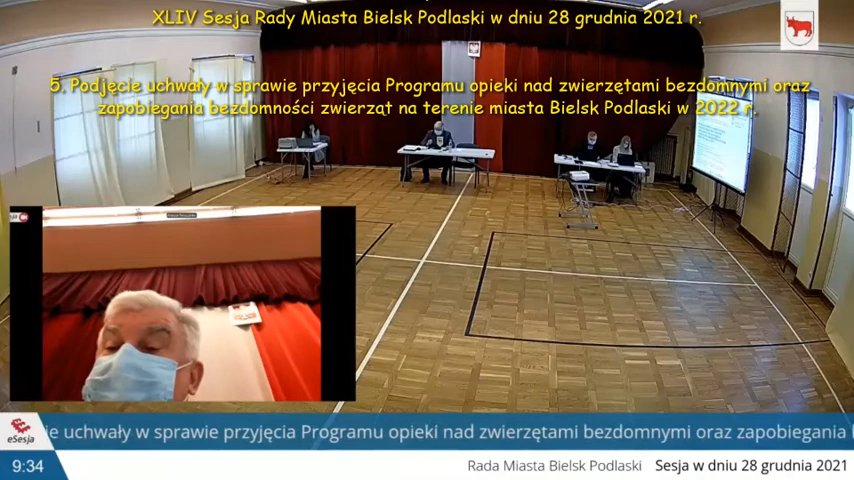 XLIV Sesja Rady Miasta Bielsk Podlaski w dniu 28 grudnia 2021 r.
5. Podjęcie uchwały w sprawie przyjęcia Programu opieki nad zwierzętami bezdomnymi oraz
zapobiegania bezdomności zwierząt na terenie miasta Bielsk Podlaski w 2022 r.
ie uchwały w sprawie przyjęcia Programu opieki nad zwierzętami bezdomnymi oraz zapobiegania
eSesja
9:34
Rada Miasta Bielsk Podlaski Sesja w dniu 28 grudnia 2021